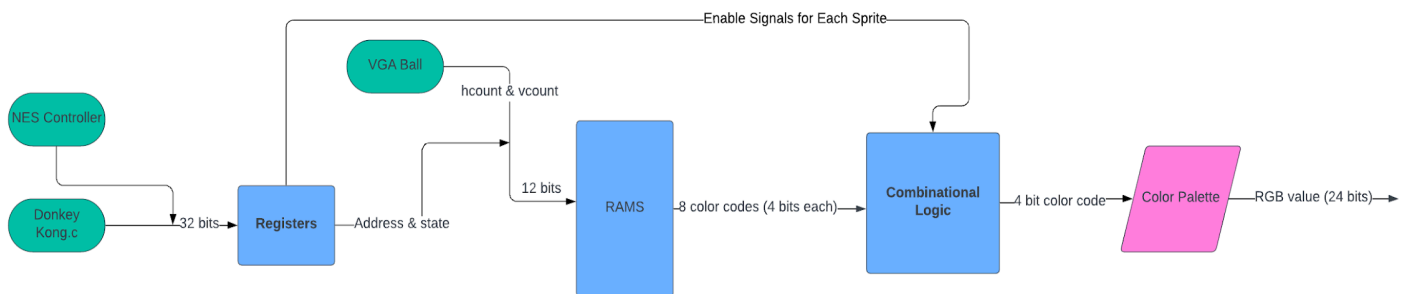 Enable Signals for Each Sprite
VGA Ball
hcount & vcount
NES Controller
12 bits
Donkey
Kong.c
32 bits
Registers
Address & state
RAMS
8 color codes (4 bits each)
Combinational
Logic
4 bit color code
Color Palette
RGB value (24 bits)